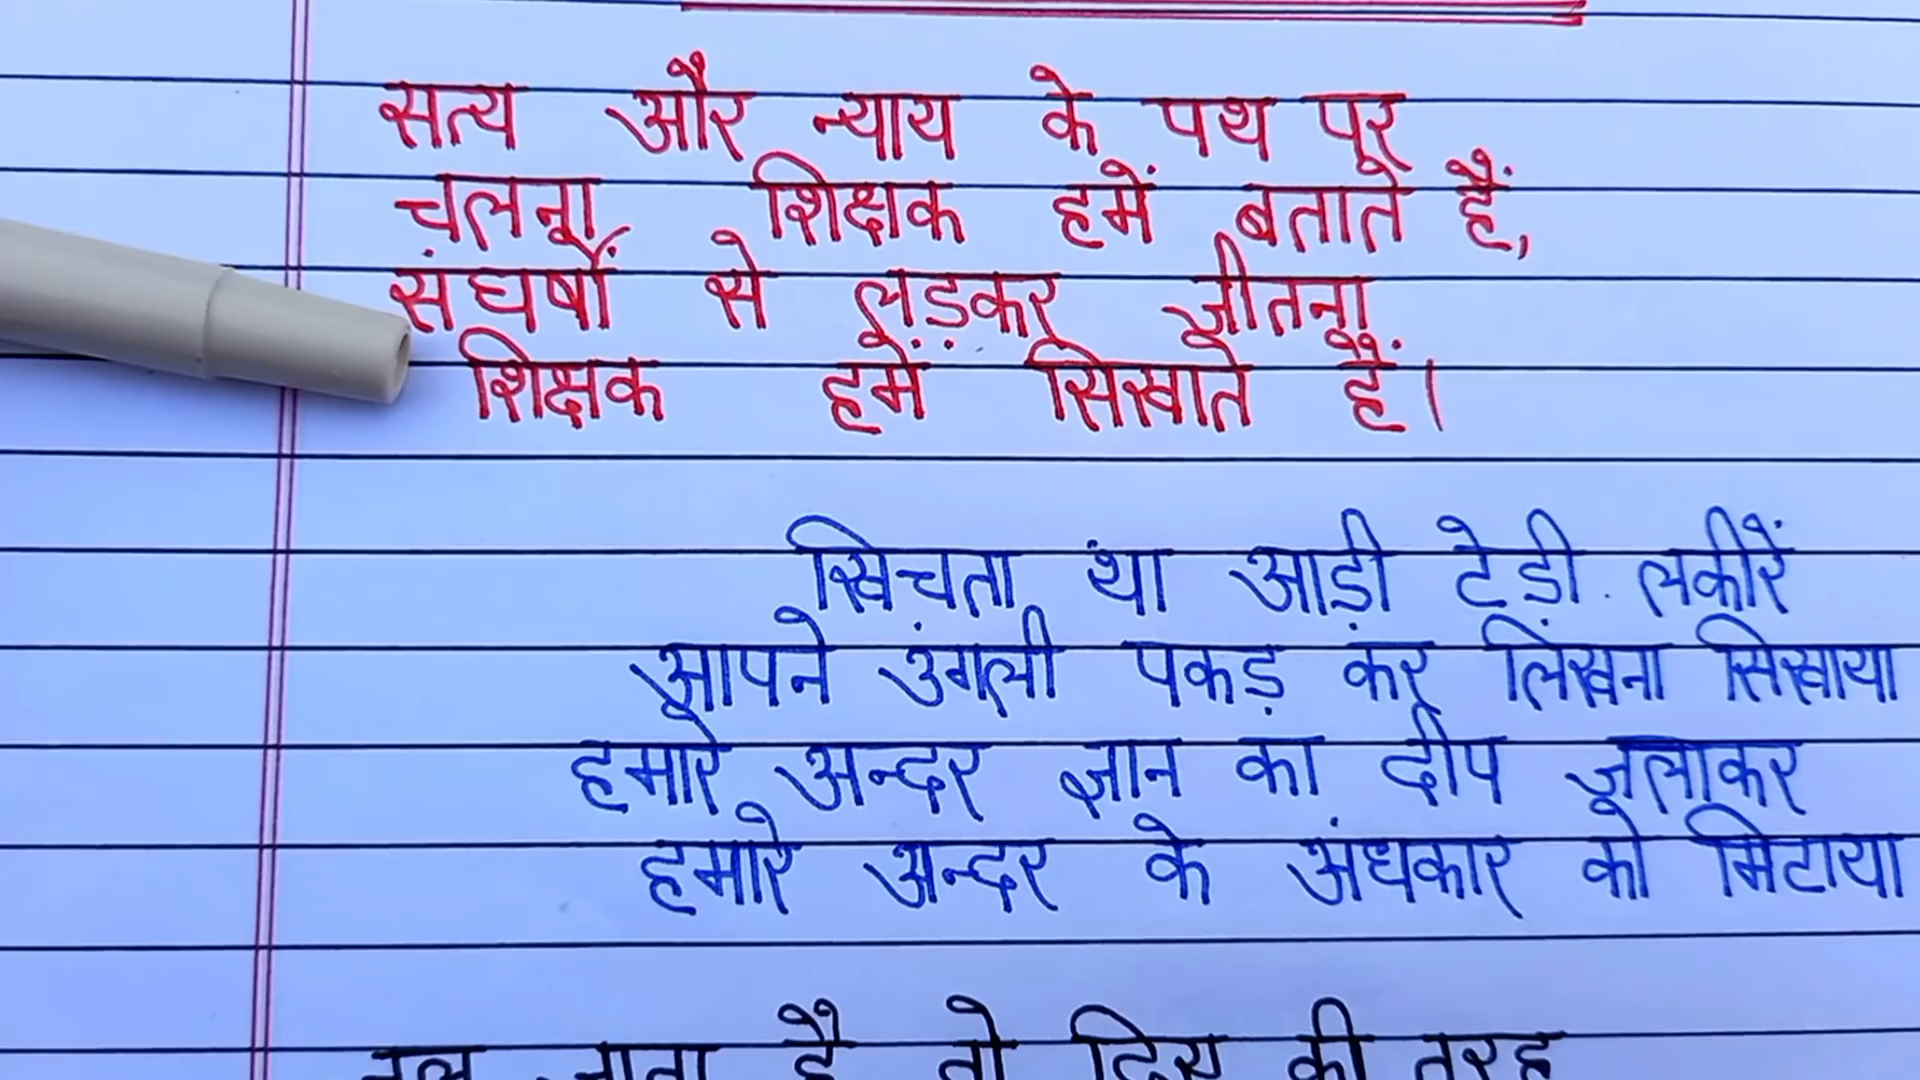 सत्य और न्याय के पथ पर
चलना शिक्षक हमें बताते हैं,
संघर्षों से लड़कर जीतना
शिक्षक हमें सिखाते हैं।
खिंचता था आड़ी टेड़ी लकीरें
आपने उंगली पकड़ कर लिखना सिखाया
हमारे अन्दर ज्ञान का दीप जलाकर
हमारे अन्दर के अंधकार को मिटाया
जाता है तो दिए की तरह